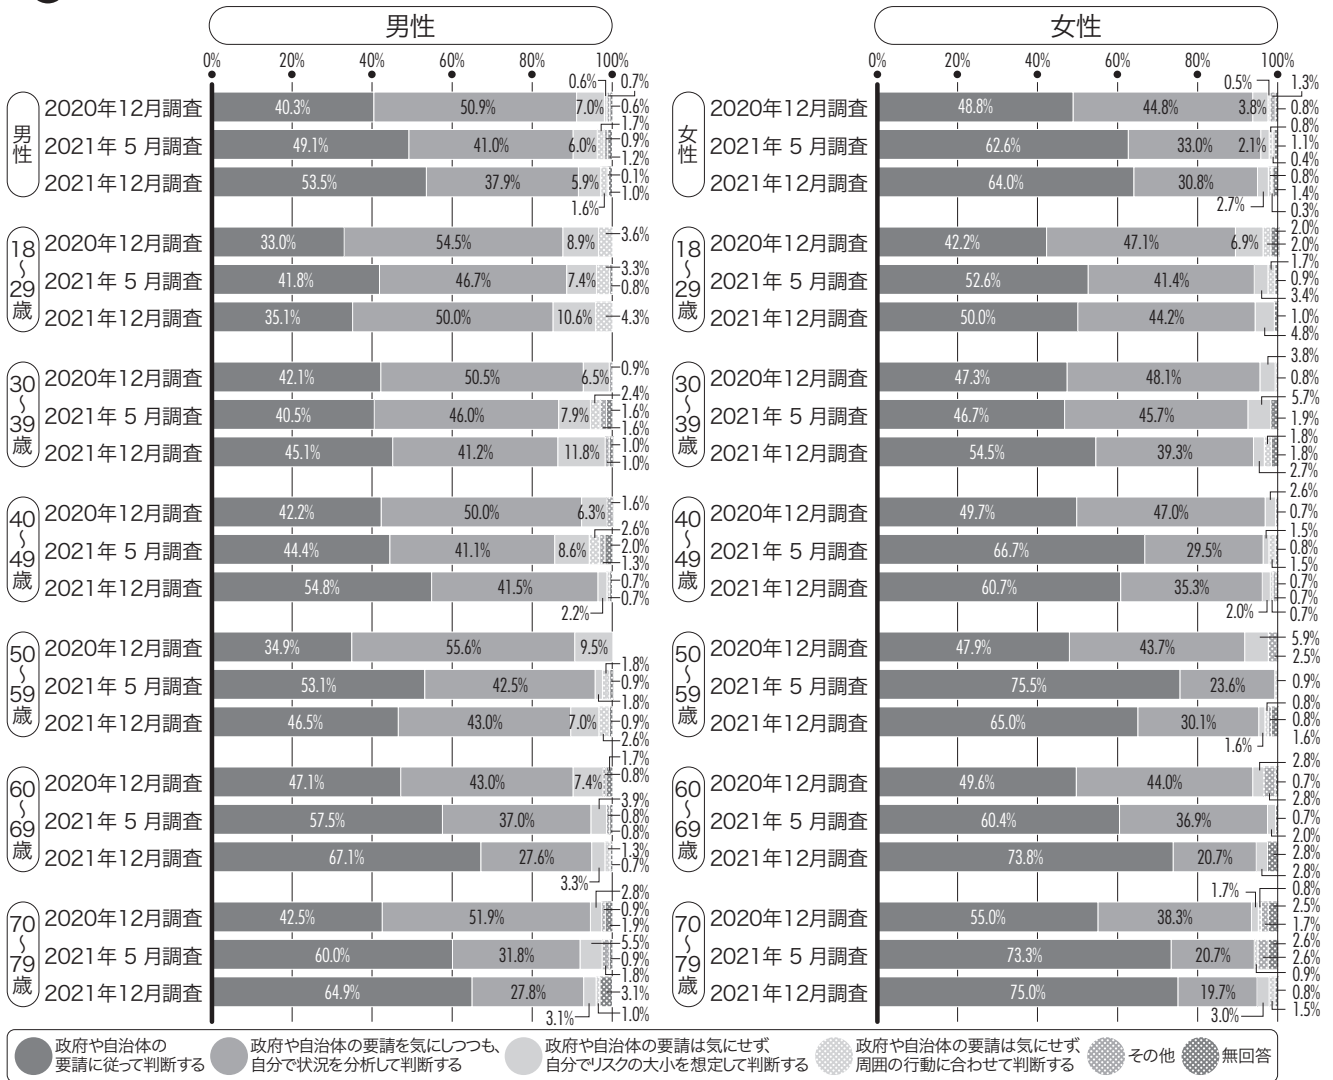 男性
0% 20% 40% 60% 80% 100%
男性
2020年12月調査 40.3% 50.9% 7.0% 0.6% 0.7% 0.6%
2021年 5 月調査 49.1% 41.0% 6.0% 1.7% 0.9% 1.2%
2021年12月調査 53.5% 37.9% 5.9% 1.6% 0.1% 1.0%
18〜29歳
2020年12月調査 33.0% 54.5% 8.9% 3.6%
2021年 5 月調査 41.8% 46.7% 7.4% 3.3% 0.8%
2021年12月調査 35.1% 50.0% 10.6% 4.3%
30〜39歳
2020年12月調査 42.1% 50.5% 6.5% 0.9%
2021年 5 月調査 40.5% 46.0% 7.9% 2.4% 1.6% 1.6%
2021年12月調査 45.1% 41.2% 11.8% 1.0% 1.0%
40〜49歳
2020年12月調査 42.2% 50.0% 6.3% 1.6%
2021年 5 月調査 44.4% 41.1% 8.6% 2.6% 2.0% 1.3%
2021年12月調査 54.8% 41.5% 2.2% 0.7% 0.7%
50〜59歳
2020年12月調査 34.9% 55.6% 9.5%
2021年 5 月調査 53.1% 42.5% 1.8% 1.8% 0.9%
2021年12月調査 46.5% 43.0% 7.0% 2.6% 0.9%
60〜69歳
2020年12月調査 47.1% 43.0% 7.4% 1.7% 0.8%
2021年 5 月調査 57.5% 37.0% 3.9% 0.8% 0.8%
2021年12月調査 67.1% 27.6% 3.3% 1.3% 0.7%
70〜79歳
2020年12月調査 42.5% 51.9% 2.8% 0.9% 1.9%
2021年 5 月調査 60.0% 31.8% 5.5% 0.9% 1.8%
2021年12月調査 64.9% 27.8% 3.1% 1.0% 3.1%
女性
0% 20% 40% 60% 80% 100%
女性
2020年12月調査 48.8% 44.8% 3.8% 0.5% 1.3% 0.8%
2021年 5 月調査 62.6% 33.0% 2.1% 0.8% 1.1% 0.4%
2021年12月調査 64.0% 30.8% 2.7% 0.8% 1.4% 0.3%
18〜29歳
2020年12月調査 42.2% 47.1% 6.9% 2.0% 2.0%
2021年 5 月調査 52.6% 41.4% 3.4% 1.7% 0.9%
2021年12月調査 50.0% 44.2% 4.8% 1.0%
30〜39歳
2020年12月調査 47.3% 48.1% 3.8% 0.8%
2021年 5 月調査 46.7% 45.7% 5.7% 1.9%
2021年12月調査 54.5% 39.3% 2.7% 1.8% 1.8%
40〜49歳
2020年12月調査 49.7% 47.0% 2.6% 0.7%
2021年 5 月調査 66.7% 29.5% 1.5% 0.8% 1.5%
2021年12月調査 60.7% 35.3% 2.0% 0.7% 0.7% 0.7%
50〜59歳
2020年12月調査 47.9% 43.7% 5.9% 2.5%
2021年 5 月調査 75.5% 23.6% 0.9%
2021年12月調査 65.0% 30.1% 1.6% 0.8% 0.8% 1.6%
60〜69歳
2020年12月調査 49.6% 44.0% 2.8% 0.7% 2.8%
2021年 5 月調査 60.4% 36.9% 2.0% 0.7%
2021年12月調査 73.8% 20.7% 2.8% 2.8%
70〜79歳
2020年12月調査 55.0% 38.3% 1.7% 0.8% 2.5% 1.7%
2021年 5 月調査 73.3% 20.7% 0.9% 2.6% 2.6%
2021年12月調査 75.0% 19.7% 3.0% 0.8% 1.5%
政府や自治体の
要請に従って判断する
政府や自治体の要請を気にしつつも、
自分で状況を分析して判断する
政府や自治体の要請は気にせず、
自分でリスクの大小を想定して判断する
政府や自治体の要請は気にせず、
周囲の行動に合わせて判断する
その他
無回答